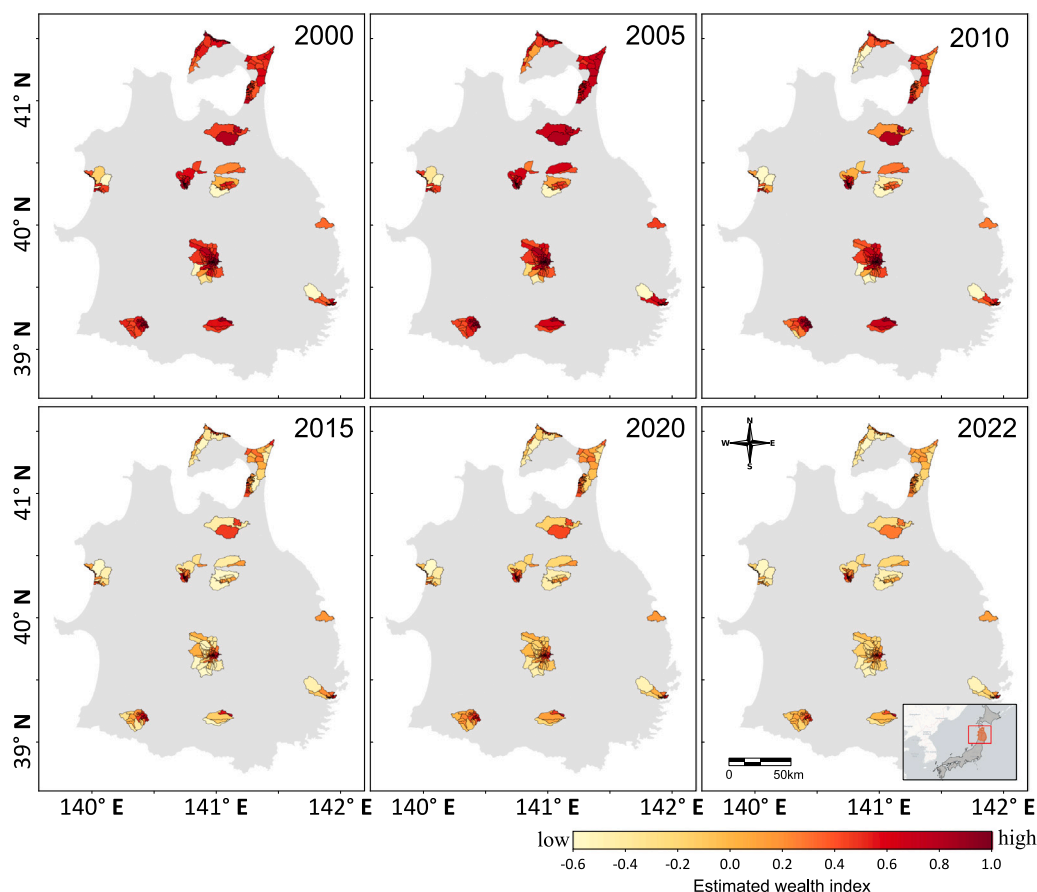 2000
2005
2010
41° N
40° N
39° N
2015
2020
2022
N
W
E
S
41° N
40° N
39° N
0
50km
140° E
141° E
142° E
140° E
141° E
142° E
140° E
141° E
142° E
low
high
-0.6
-0.4
-0.2
0.0
0.2
0.4
0.6
0.8
1.0
Estimated wealth index